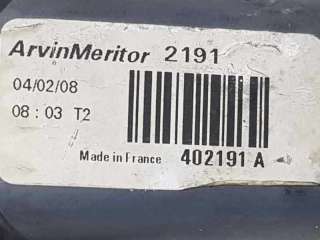 ArvinMeritor 2191
04/02/08
08:03 T2
Made in France 402191 A